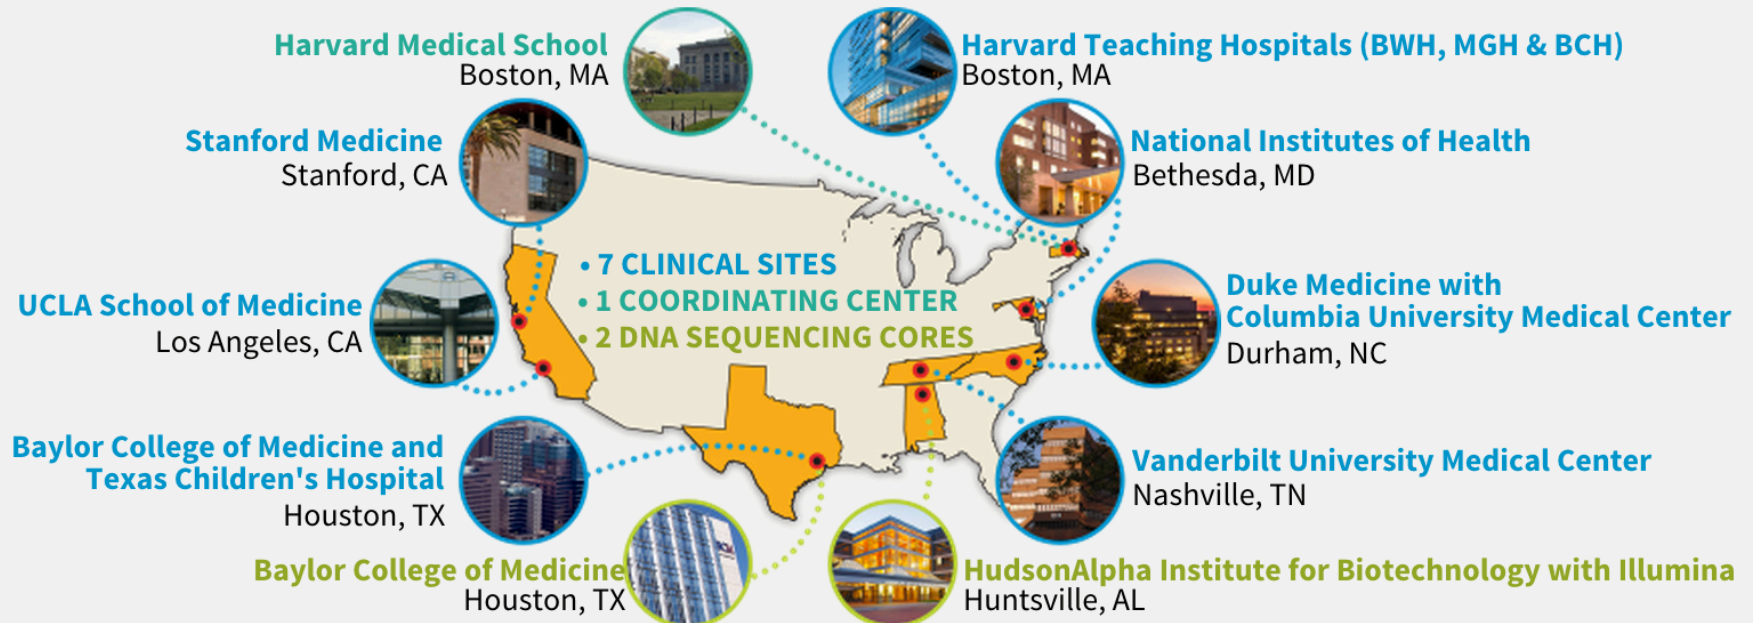 Harvard Medical School
Boston, MA
Harvard Teaching Hospitals (BWH, MGH & BCH)
Boston, MA
Stanford Medicine
Stanford, CA
National Institutes of Health
Bethesda, MD
• 7 CLINICAL SITES
• 1 COORDINATING CENTER
• 2 DNA SEQUENCING CORES
UCLA School of Medicine
Los Angeles, CA
Duke Medicine with
Columbia University Medical Center
Durham, NC
Baylor College of Medicine and
Texas Children's Hospital
Houston, TX
Vanderbilt University Medical Center
Nashville, TN
Baylor College of Medicine
Houston, TX
HudsonAlpha Institute for Biotechnology with Illumina
Huntsville, AL